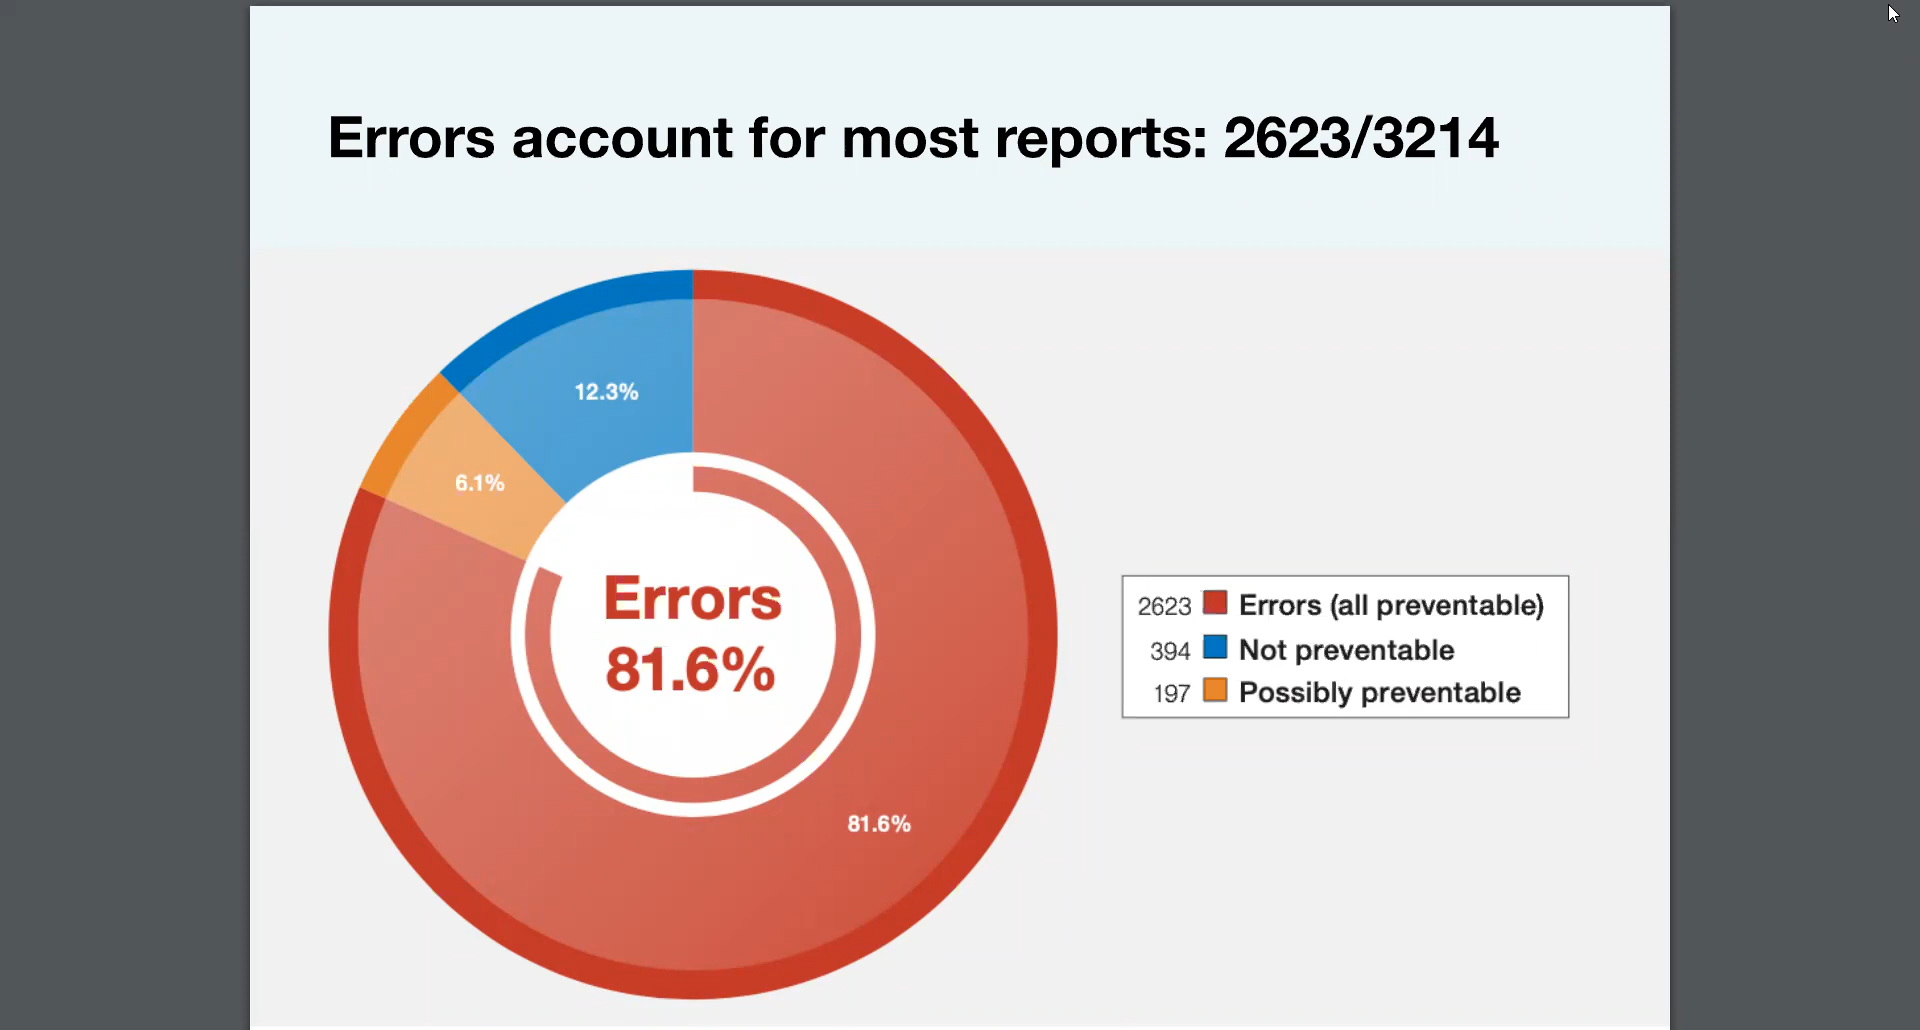 Errors account for most reports: 2623/3214
12.3%
6.1%
Errors
81.6%
81.6%
2623 Errors (all preventable)
394 Not preventable
197 Possibly preventable